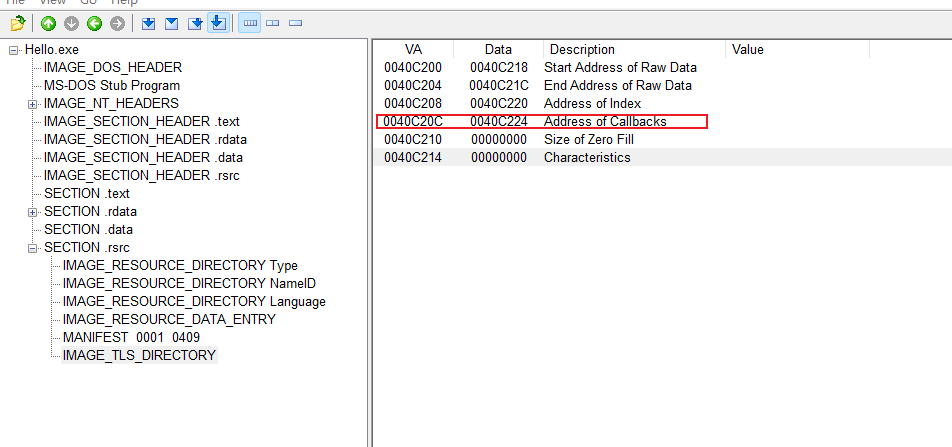 File View Go Help
Hello.exe
IMAGE_DOS_HEADER
MS-DOS Stub Program
IMAGE_NT_HEADERS
IMAGE_SECTION_HEADER .text
IMAGE_SECTION_HEADER .rdata
IMAGE_SECTION_HEADER .data
IMAGE_SECTION_HEADER .rsrc
SECTION .text
SECTION .rdata
SECTION .data
SECTION .rsrc
IMAGE_RESOURCE_DIRECTORY Type
IMAGE_RESOURCE_DIRECTORY NameID
IMAGE_RESOURCE_DIRECTORY Language
IMAGE_RESOURCE_DATA_ENTRY
MANIFEST 0001 0409
IMAGE_TLS_DIRECTORY
VA Data Description Value
0040C200 0040C218 Start Address of Raw Data
0040C204 0040C21C End Address of Raw Data
0040C208 0040C220 Address of Index
0040C20C 0040C224 Address of Callbacks
0040C210 00000000 Size of Zero Fill
0040C214 00000000 Characteristics